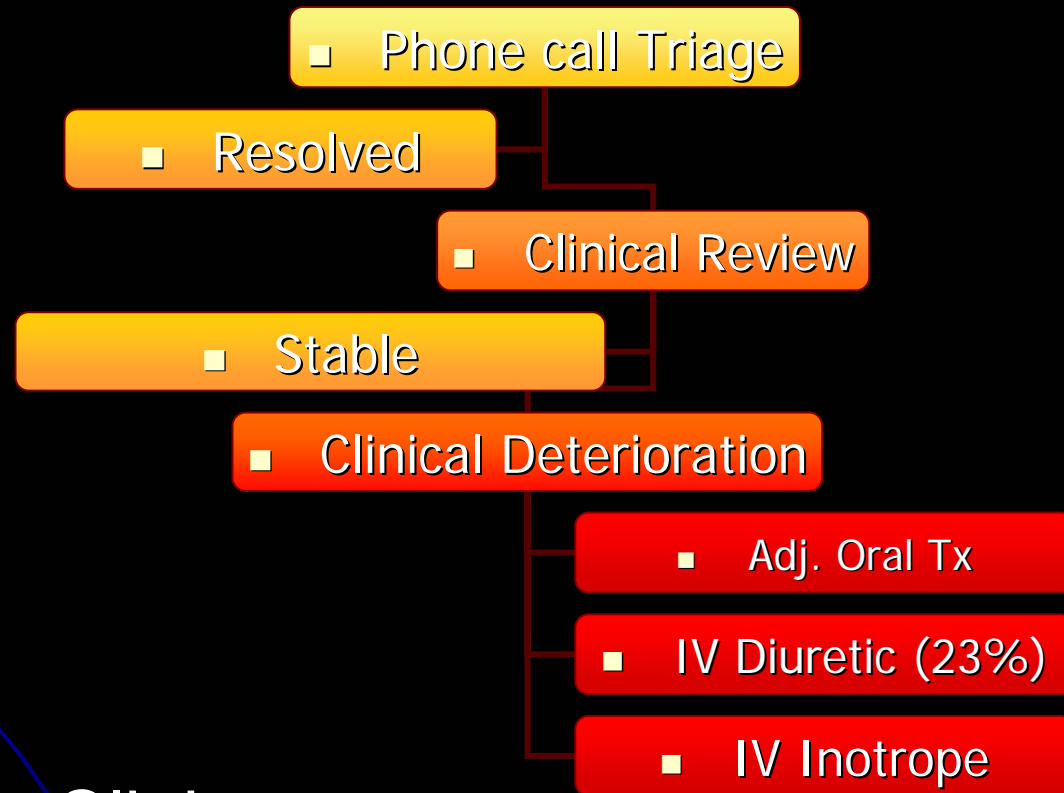 Phone call Triage
Resolved
Clinical Review
Stable
Clinical Deterioration
Adj. Oral Tx
IV Diuretic (23%)
IV Inotrope